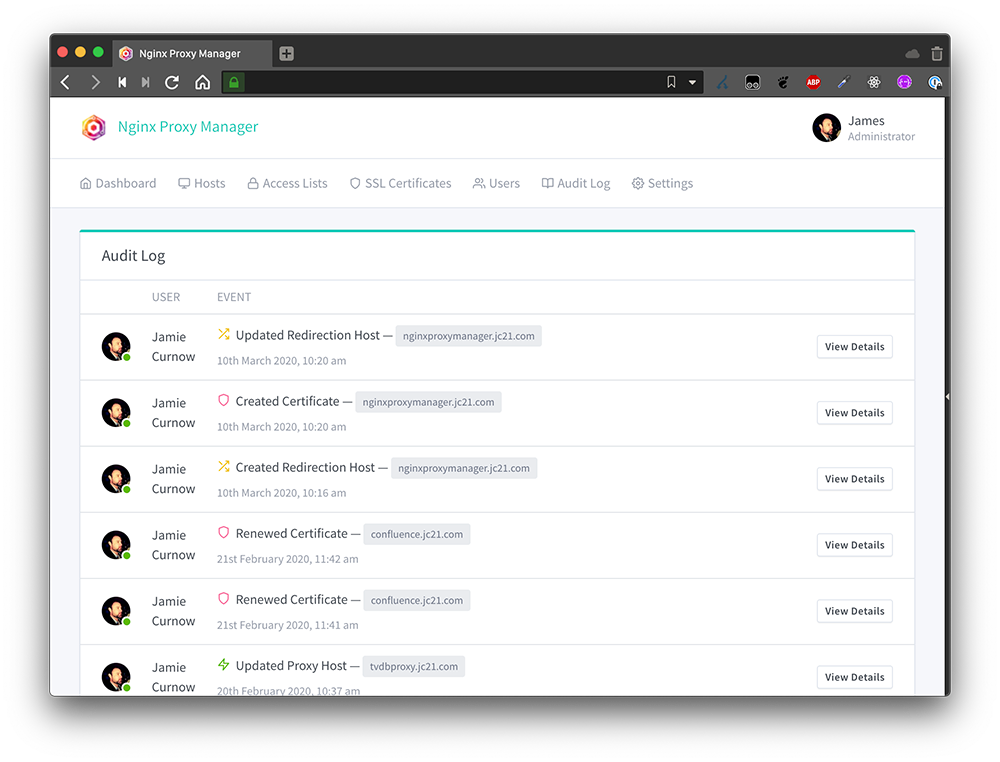 Nginx Proxy Manager
ABP
Nginx Proxy Manager
James
Administrator
Dashboard Hosts Access Lists SSL Certificates Users Audit Log Settings
Audit Log
USER EVENT
Jamie Curnow
Updated Redirection Host — nginxproxymanager.jc21.com
10th March 2020, 10:20 am
View Details
Jamie Curnow
Created Certificate — nginxproxymanager.jc21.com
10th March 2020, 10:20 am
View Details
Jamie Curnow
Created Redirection Host — nginxproxymanager.jc21.com
10th March 2020, 10:16 am
View Details
Jamie Curnow
Renewed Certificate — confluence.jc21.com
21st February 2020, 11:42 am
View Details
Jamie Curnow
Renewed Certificate — confluence.jc21.com
21st February 2020, 11:41 am
View Details
Jamie Curnow
Updated Proxy Host — tvdbproxy.jc21.com
20th February 2020, 10:37 am
View Details